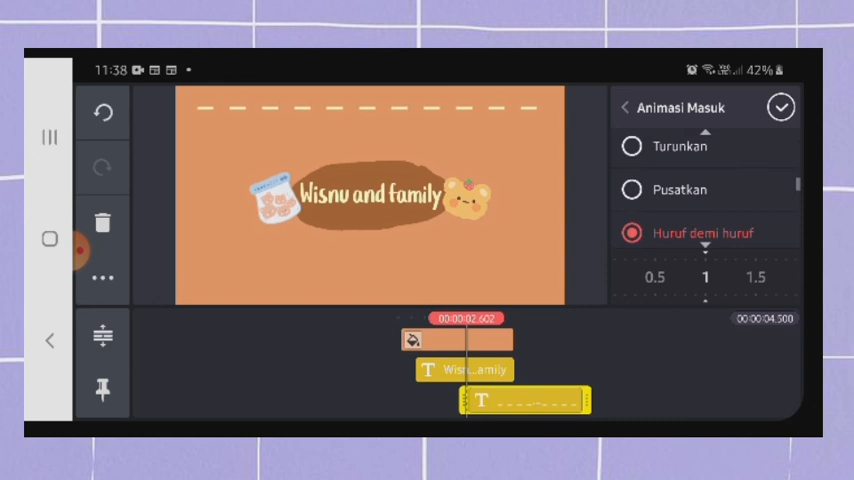 11:38
42%
Animasi Masuk
Turunkan
Pusatkan
Huruf demi huruf
0.5 1 1.5
Wisnu and family
00:00:02.602
00:00:04.500
T Wisn...amily
T _ _ _ _..._ _ _ _